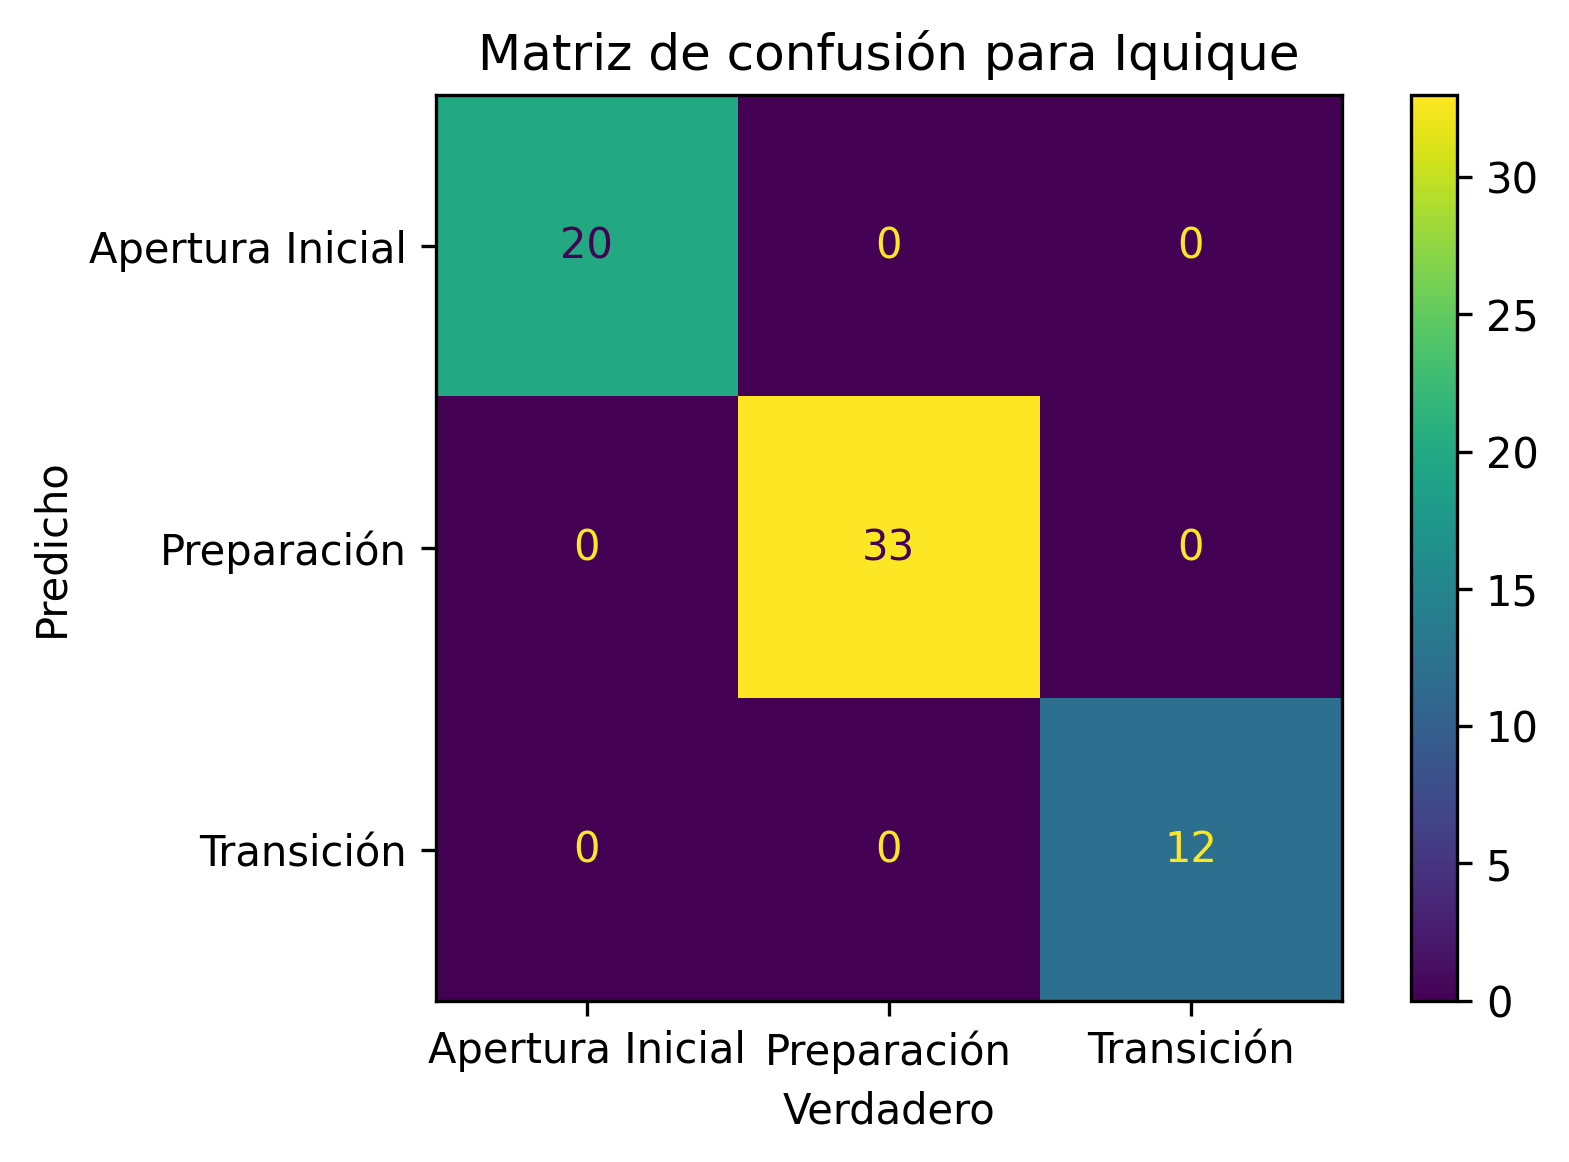 Matriz de confusión para Iquique
Apertura Inicial
Preparación
Transición
Predicho
20 0 0
0 33 0
0 0 12
Apertura Inicial Preparación Transición
Verdadero
30
25
20
15
10
5
0